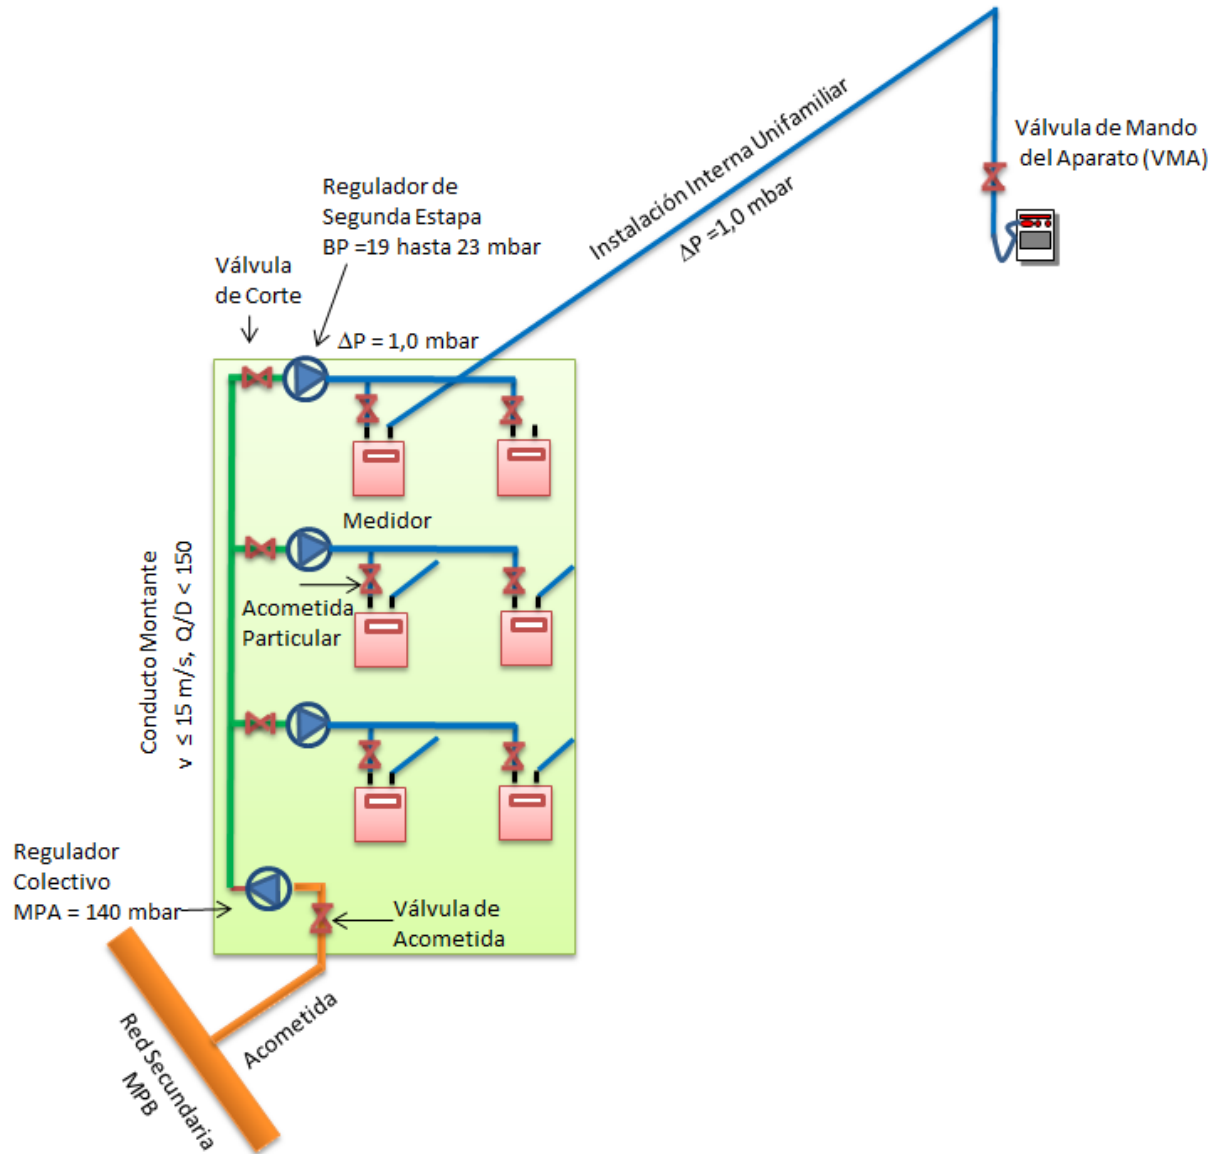 Válvula de Mando
del Aparato (VMA)
Instalación Interna Unifamiliar
ΔP =1,0 mbar
Regulador de
Segunda Estapa
BP =19 hasta 23 mbar
Válvula
de Corte
ΔP = 1,0 mbar
Medidor
Acometida
Particular
Conducto Montante
v ≤ 15 m/s, Q/D < 150
Regulador
Colectivo
MPA = 140 mbar
Válvula de
Acometida
Acometida
Red Secundaria
MPB